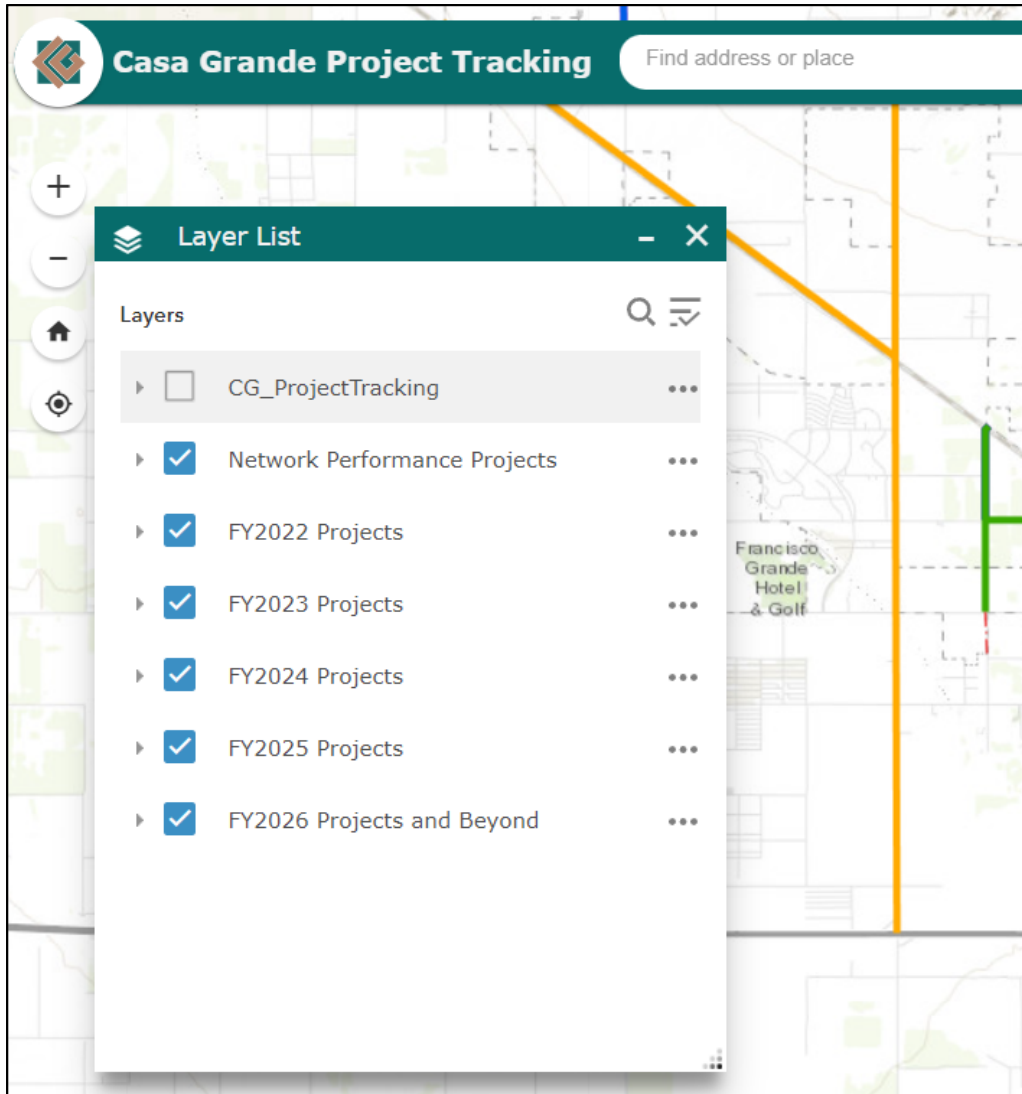 Casa Grande Project Tracking
Find address or place
Layer List
Layers
CG_ProjectTracking
Network Performance Projects
FY2022 Projects
FY2023 Projects
FY2024 Projects
FY2025 Projects
FY2026 Projects and Beyond
Francisco
Grande
Hotel
& Golf